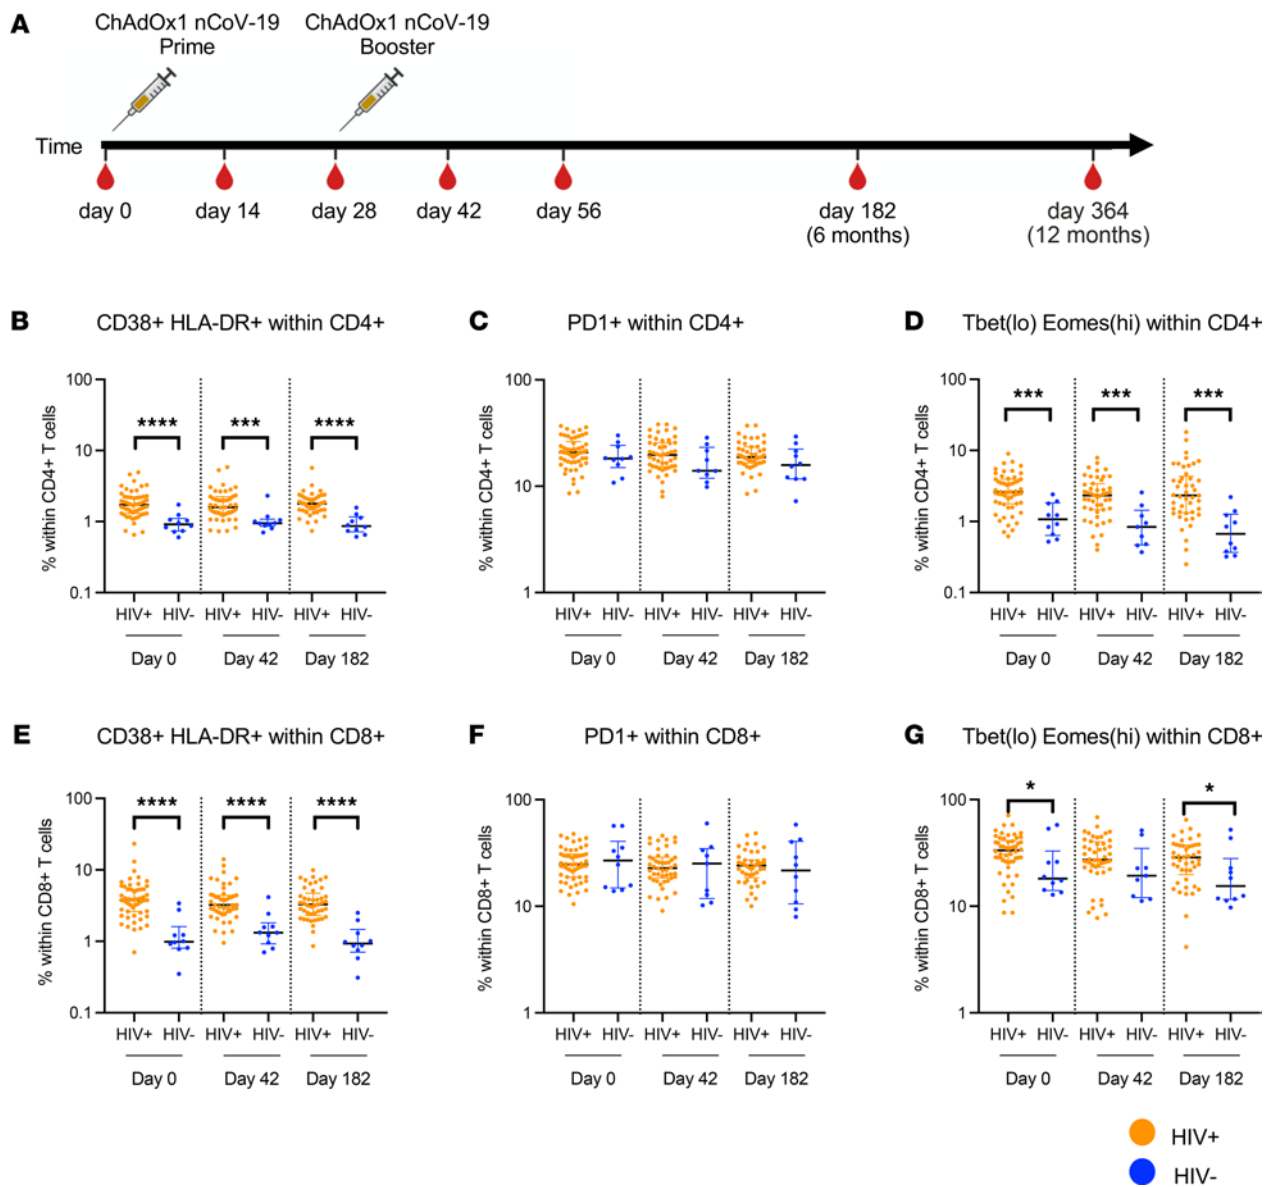 A
ChAdOx1 nCoV-19
Prime
ChAdOx1 nCoV-19
Booster
Time
day 0
day 14
day 28
day 42
day 56
day 182
(6 months)
day 364
(12 months)
B
CD38+ HLA-DR+ within CD4+
% within CD4+ T cells
100
10
1
0.1
****
***
****
HIV+ HIV- HIV+ HIV- HIV+ HIV-
Day 0 Day 42 Day 182
C
PD1+ within CD4+
% within CD4+ T cells
100
10
1
HIV+ HIV- HIV+ HIV- HIV+ HIV-
Day 0 Day 42 Day 182
D
Tbet(lo) Eomes(hi) within CD4+
% within CD4+ T cells
100
10
1
0.1
***
***
***
HIV+ HIV- HIV+ HIV- HIV+ HIV-
Day 0 Day 42 Day 182
E
CD38+ HLA-DR+ within CD8+
% within CD8+ T cells
100
10
1
0.1
****
****
****
HIV+ HIV- HIV+ HIV- HIV+ HIV-
Day 0 Day 42 Day 182
F
PD1+ within CD8+
% within CD8+ T cells
100
10
1
HIV+ HIV- HIV+ HIV- HIV+ HIV-
Day 0 Day 42 Day 182
G
Tbet(lo) Eomes(hi) within CD8+
% within CD8+ T cells
100
10
1
*
*
HIV+ HIV- HIV+ HIV- HIV+ HIV-
Day 0 Day 42 Day 182
HIV+
HIV-